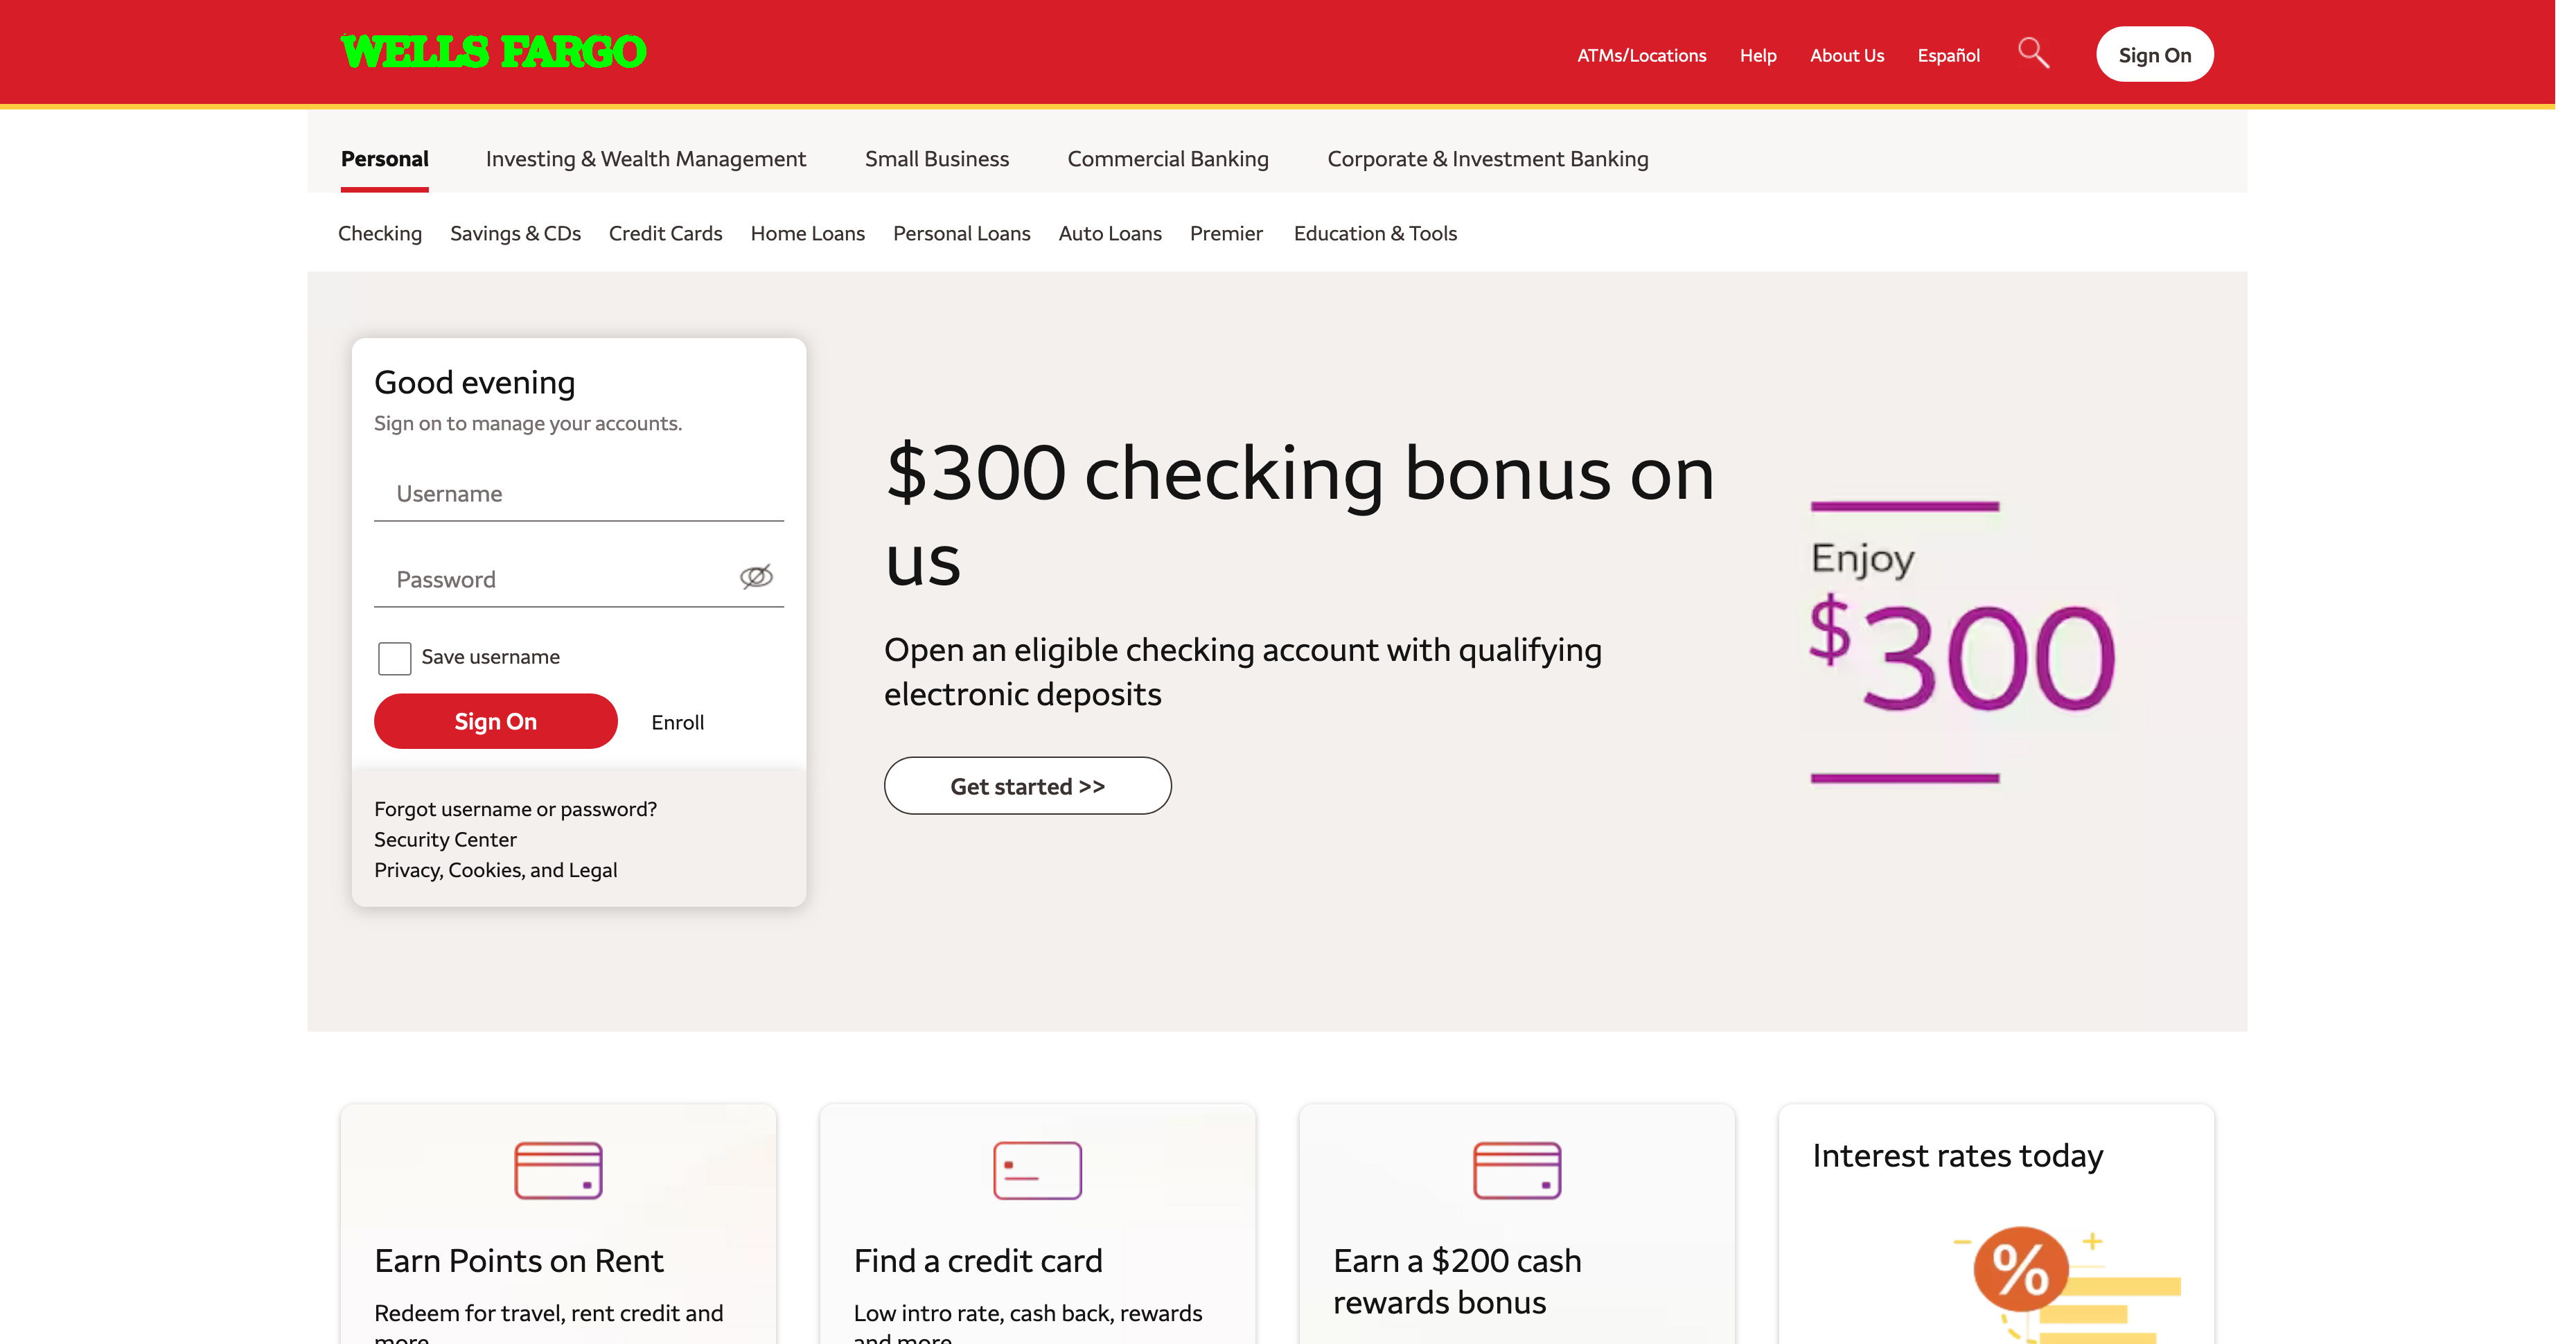 WELLS FARGO
ATMs/Locations
Help
About Us
Español
Sign On
Personal
Investing & Wealth Management
Small Business
Commercial Banking
Corporate & Investment Banking
Checking
Savings & CDs
Credit Cards
Home Loans
Personal Loans
Auto Loans
Premier
Education & Tools
Good evening
Sign on to manage your accounts.
Username
Password
Save username
Sign On
Enroll
Forgot username or password?
Security Center
Privacy, Cookies, and Legal
$300 checking bonus on
us
Open an eligible checking account with qualifying
electronic deposits
Get started >>
Enjoy
$300
Earn Points on Rent
Redeem for travel, rent credit and
more
Find a credit card
Low intro rate, cash back, rewards
and more
Earn a $200 cash
rewards bonus
Interest rates today
%